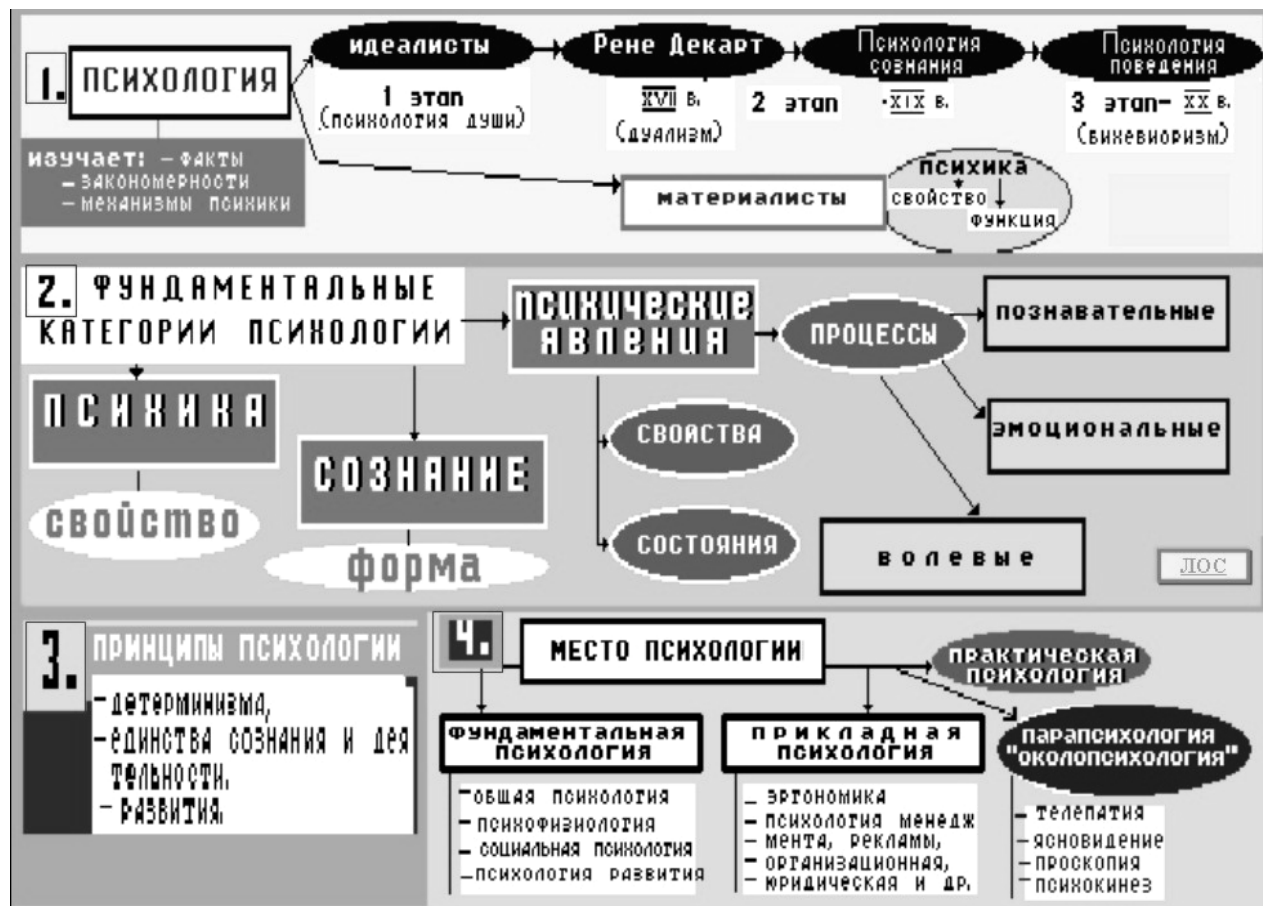 1.
ПСИХОЛОГИЯ
изучает: – факты
– закономерности
– механизмы психики
идеалисты
1 этап
(психология души)
Рене Декарт
XVII в.
(дуализм)
2 этап
Психология
сознания
XIX в.
Психология
поведения
3 этап– XX в.
(бихевиоризм)
материалисты
психика
свойство
функция
2. ФУНДАМЕНТАЛЬНЫЕ
КАТЕГОРИИ ПСИХОЛОГИИ
ПСИХИКА
свойство
СОЗНАНИЕ
форма
психические
явления
СВОЙСТВА
СОСТОЯНИЯ
ПРОЦЕССЫ
познавательные
эмоциональные
волевые
ЛОС
3.
ПРИНЦИПЫ ПСИХОЛОГИИ
– детерминизма,
– единства сознания и дея
тельности,
– развития.
4.
МЕСТО ПСИХОЛОГИИ
фундаментальная
психология
– общая психология
– психофизиология
– социальная психология
– психология развития
прикладная
психология
– эргономика
– психология менедж
– мента, рекламы,
– организационная,
– юридическая и др.
практическая
психология
парапсихология
"околопсихология"
– телепатия
– ясновидение
– проскопия
– психокинез